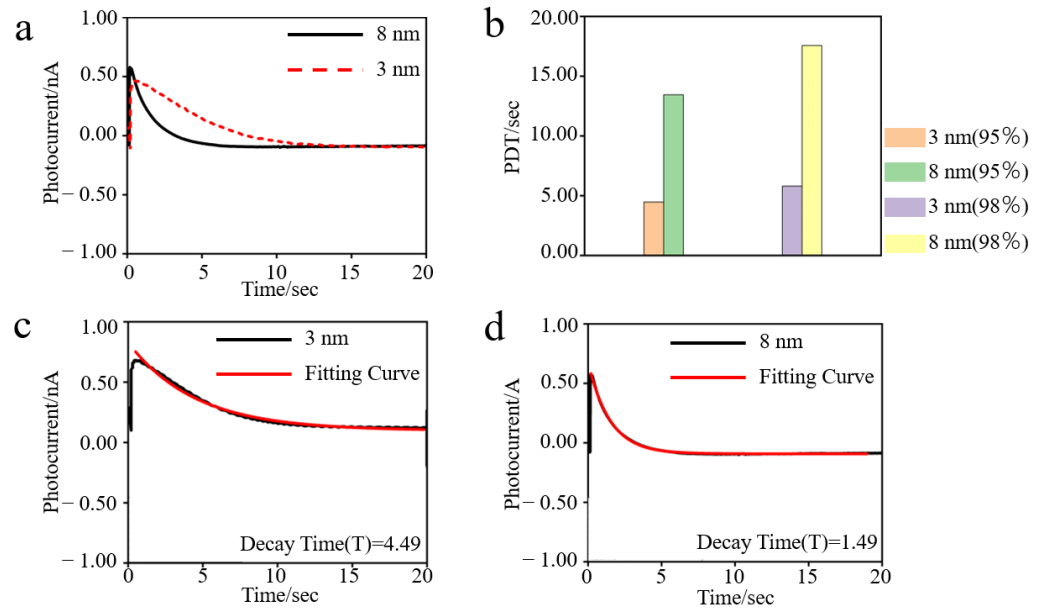 a
1.00
0.50
0.00
−0.50
−1.00
Photocurrent/nA
8 nm
3 nm
0
5
10
15
20
Time/sec
b
20.00
15.00
10.00
5.00
0.00
PDT/sec
3 nm(95%)
8 nm(95%)
3 nm(98%)
8 nm(98%)
c
1.00
0.50
0.00
−0.50
−1.00
Photocurrent/nA
3 nm
Fitting Curve
Decay Time(T)=4.49
0
5
10
15
20
Time/sec
d
1.00
0.50
0.00
−0.50
−1.00
Photocurrent/nA
8 nm
Fitting Curve
Decay Time(T)=1.49
0
5
10
15
20
Time/sec